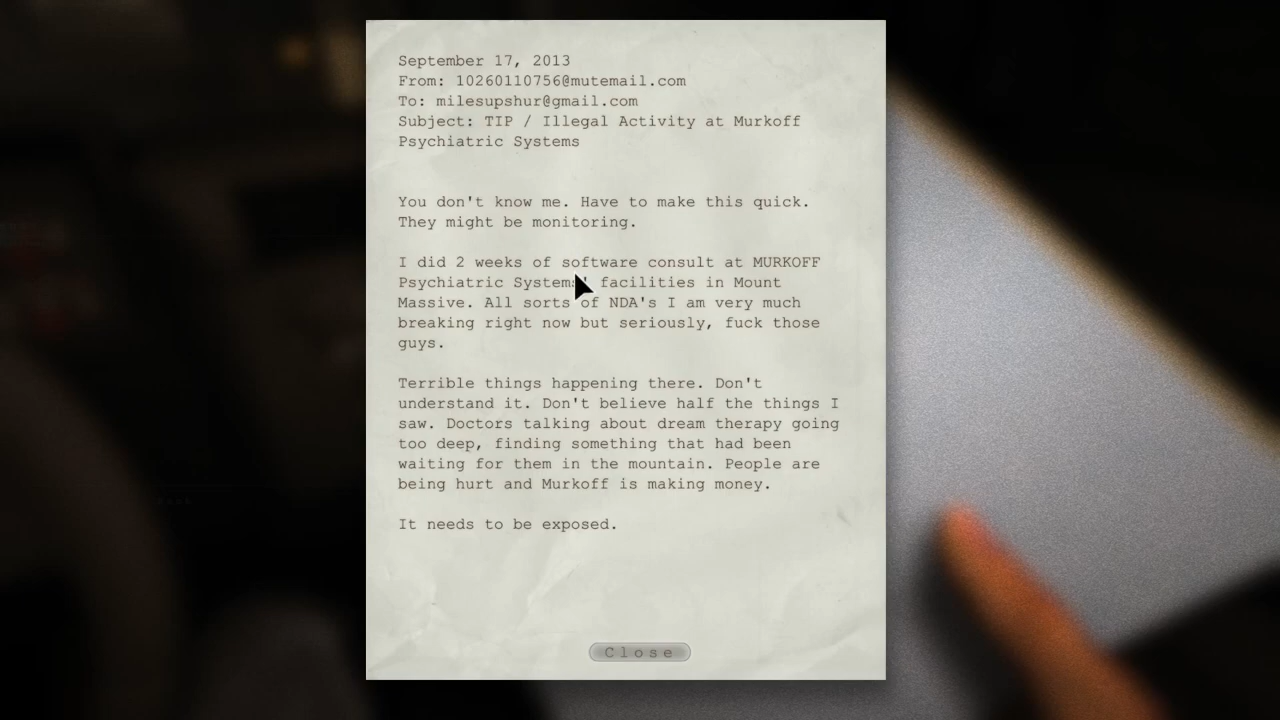 September 17, 2013
From: 10260110756@mutemail.com
To: milesupshur@gmail.com
Subject: TIP / Illegal Activity at Murkoff
Psychiatric Systems
You don't know me. Have to make this quick.
They might be monitoring.
I did 2 weeks of software consult at MURKOFF
Psychiatric Systems' facilities in Mount
Massive. All sorts of NDA's I am very much
breaking right now but seriously, fuck those
guys.
Terrible things happening there. Don't
understand it. Don't believe half the things I
saw. Doctors talking about dream therapy going
too deep, finding something that had been
waiting for them in the mountain. People are
being hurt and Murkoff is making money.
It needs to be exposed.
Close